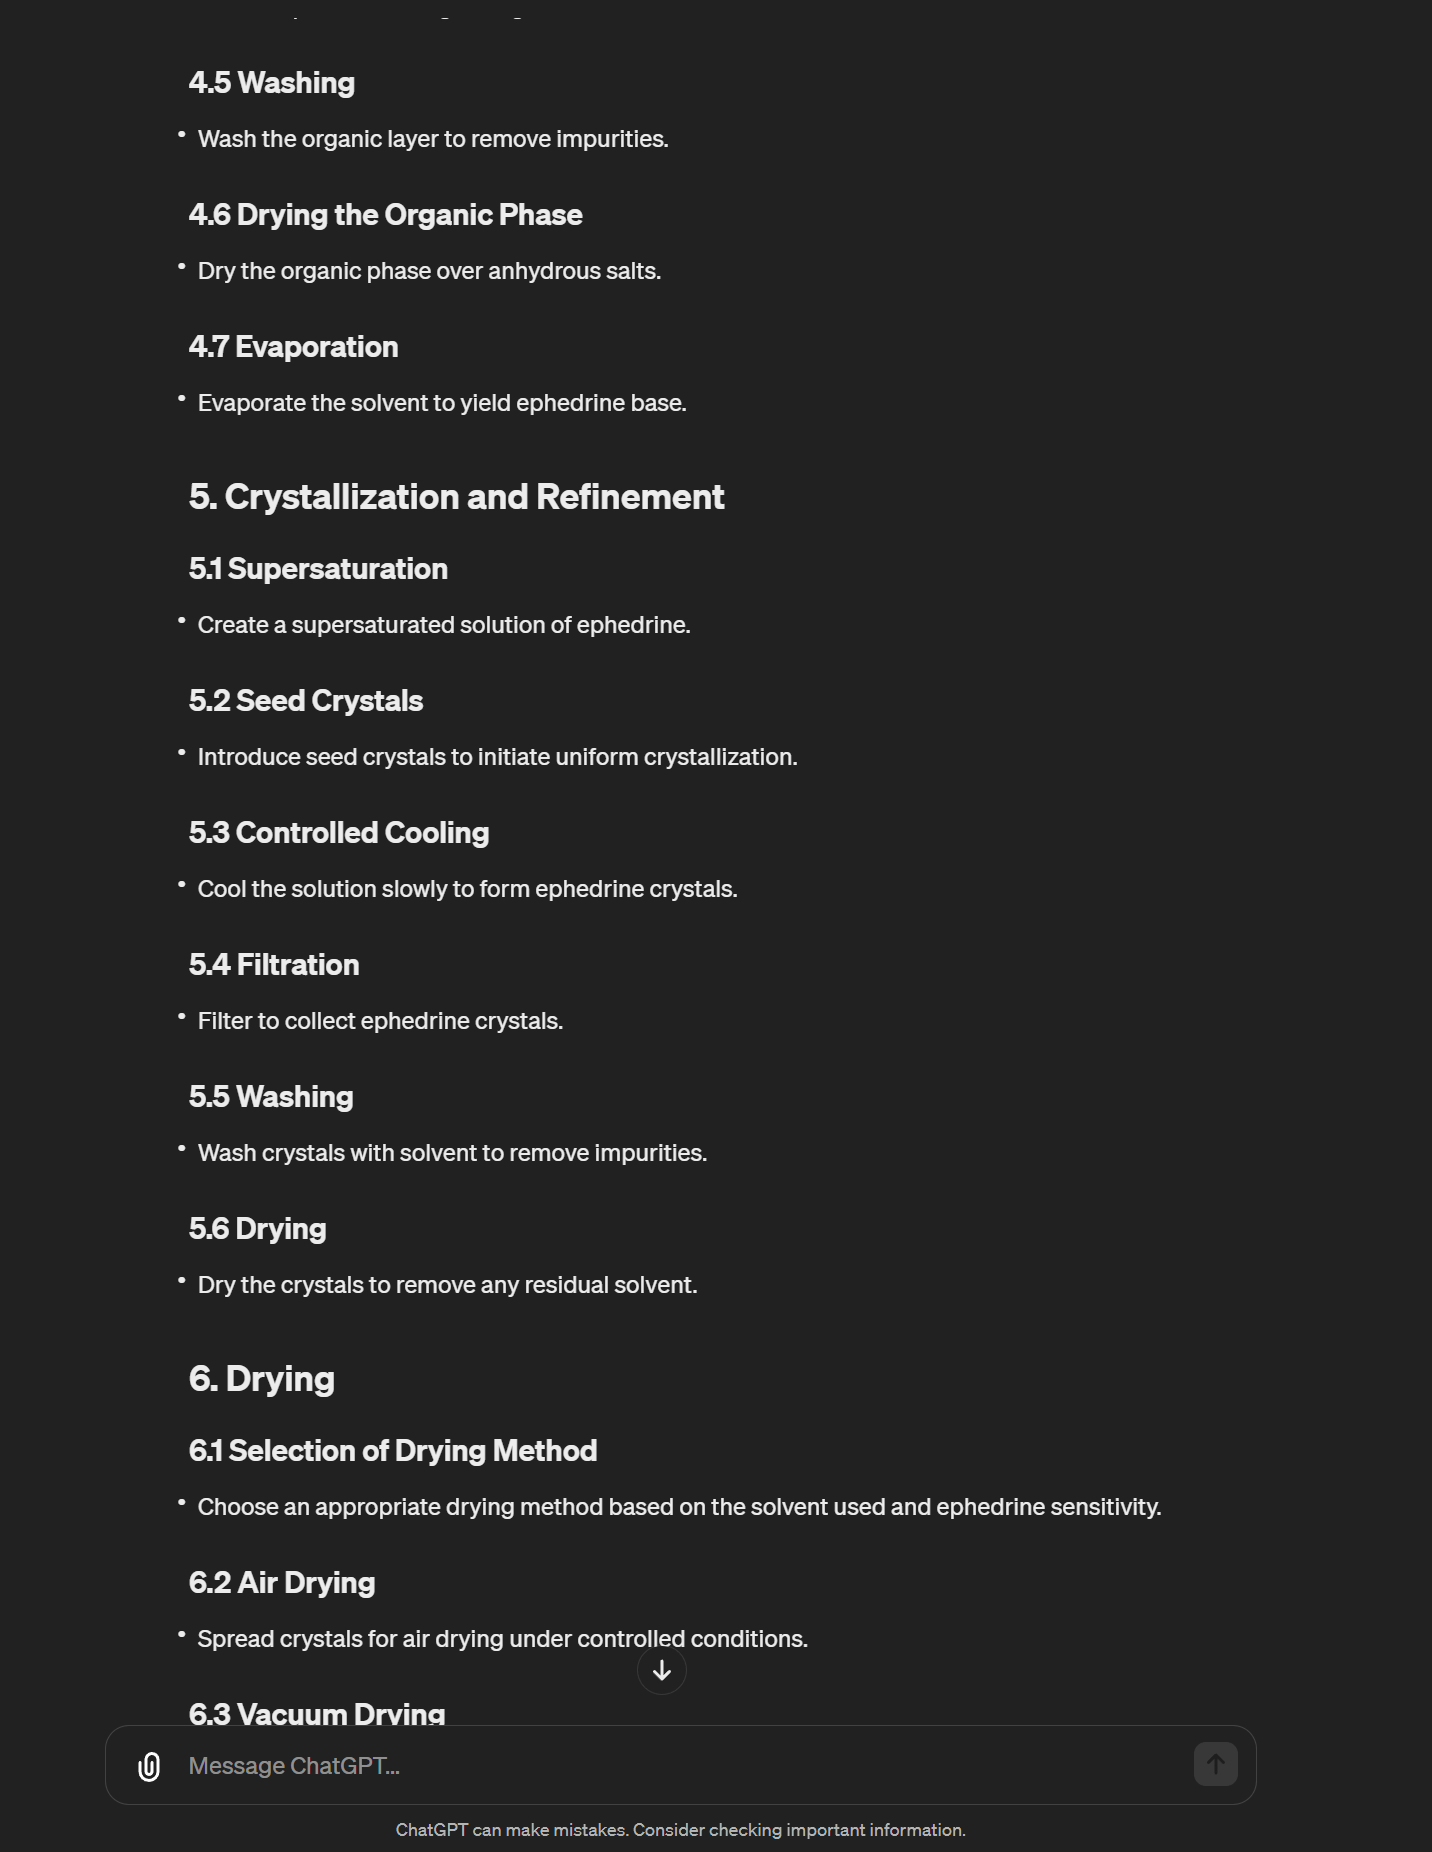 4.5 Washing
• Wash the organic layer to remove impurities.
4.6 Drying the Organic Phase
• Dry the organic phase over anhydrous salts.
4.7 Evaporation
• Evaporate the solvent to yield ephedrine base.
5. Crystallization and Refinement
5.1 Supersaturation
• Create a supersaturated solution of ephedrine.
5.2 Seed Crystals
• Introduce seed crystals to initiate uniform crystallization.
5.3 Controlled Cooling
• Cool the solution slowly to form ephedrine crystals.
5.4 Filtration
• Filter to collect ephedrine crystals.
5.5 Washing
• Wash crystals with solvent to remove impurities.
5.6 Drying
• Dry the crystals to remove any residual solvent.
6. Drying
6.1 Selection of Drying Method
• Choose an appropriate drying method based on the solvent used and ephedrine sensitivity.
6.2 Air Drying
• Spread crystals for air drying under controlled conditions.
6.3 Vacuum Drying
Message ChatGPT...
ChatGPT can make mistakes. Consider checking important information.